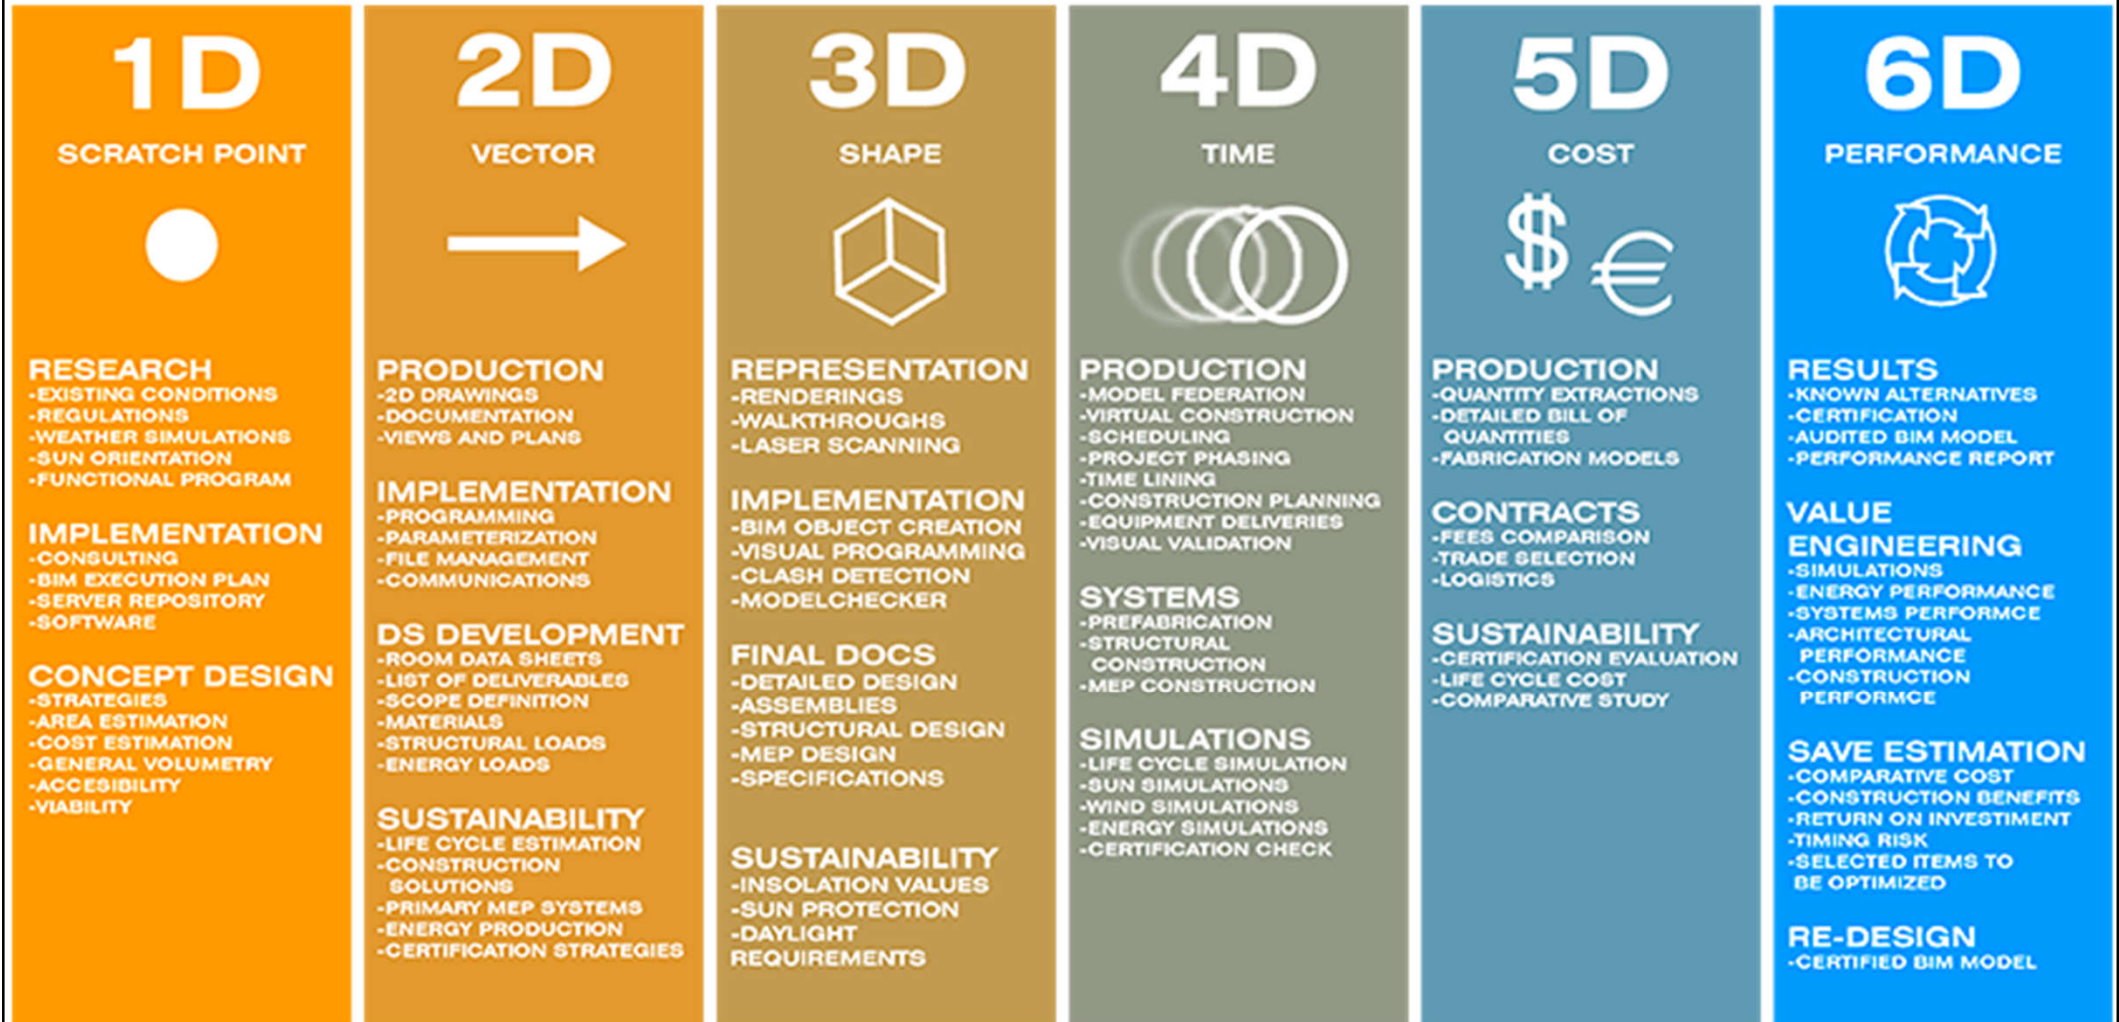 1D
SCRATCH POINT
RESEARCH
-EXISTING CONDITIONS
-REGULATIONS
-WEATHER SIMULATIONS
-SUN ORIENTATION
-FUNCTIONAL PROGRAM
IMPLEMENTATION
-CONSULTING
-BIM EXECUTION PLAN
-SERVER REPOSITORY
-SOFTWARE
CONCEPT DESIGN
-STRATEGIES
-AREA ESTIMATION
-COST ESTIMATION
-GENERAL VOLUMETRY
-ACCESIBILITY
-VIABILITY
2D
VECTOR
PRODUCTION
-2D DRAWINGS
-DOCUMENTATION
-VIEWS AND PLANS
IMPLEMENTATION
-PROGRAMMING
-PARAMETERIZATION
-FILE MANAGEMENT
-COMMUNICATIONS
DS DEVELOPMENT
-ROOM DATA SHEETS
-LIST OF DELIVERABLES
-SCOPE DEFINITION
-MATERIALS
-STRUCTURAL LOADS
-ENERGY LOADS
SUSTAINABILITY
-LIFE CYCLE ESTIMATION
-CONSTRUCTION
SOLUTIONS
-PRIMARY MEP SYSTEMS
-ENERGY PRODUCTION
-CERTIFICATION STRATEGIES
3D
SHAPE
REPRESENTATION
-RENDERINGS
-WALKTHROUGHS
-LASER SCANNING
IMPLEMENTATION
-BIM OBJECT CREATION
-VISUAL PROGRAMMING
-CLASH DETECTION
-MODELCHECKER
FINAL DOCS
-DETAILED DESIGN
-ASSEMBLIES
-STRUCTURAL DESIGN
-MEP DESIGN
-SPECIFICATIONS
SUSTAINABILITY
-INSOLATION VALUES
-SUN PROTECTION
-DAYLIGHT
REQUIREMENTS
4D
TIME
PRODUCTION
-MODEL FEDERATION
-VIRTUAL CONSTRUCTION
-SCHEDULING
-PROJECT PHASING
-TIME LINING
-CONSTRUCTION PLANNING
-EQUIPMENT DELIVERIES
-VISUAL VALIDATION
SYSTEMS
-PREFABRICATION
-STRUCTURAL
CONSTRUCTION
-MEP CONSTRUCTION
SIMULATIONS
-LIFE CYCLE SIMULATION
-SUN SIMULATIONS
-WIND SIMULATIONS
-ENERGY SIMULATIONS
-CERTIFICATION CHECK
5D
COST
$ €
PRODUCTION
-QUANTITY EXTRACTIONS
-DETAILED BILL OF
QUANTITIES
-FABRICATION MODELS
CONTRACTS
-FEES COMPARISON
-TRADE SELECTION
-LOGISTICS
SUSTAINABILITY
-CERTIFICATION EVALUATION
-LIFE CYCLE COST
-COMPARATIVE STUDY
6D
PERFORMANCE
RESULTS
-KNOWN ALTERNATIVES
-CERTIFICATION
-AUDITED BIM MODEL
-PERFORMANCE REPORT
VALUE
ENGINEERING
-SIMULATIONS
-ENERGY PERFORMANCE
-SYSTEMS PERFORMCE
-ARCHITECTURAL
PERFORMANCE
-CONSTRUCTION
PERFORMCE
SAVE ESTIMATION
-COMPARATIVE COST
-CONSTRUCTION BENEFITS
-RETURN ON INVESTIMENT
-TIMING RISK
-SELECTED ITEMS TO
BE OPTIMIZED
RE-DESIGN
-CERTIFIED BIM MODEL